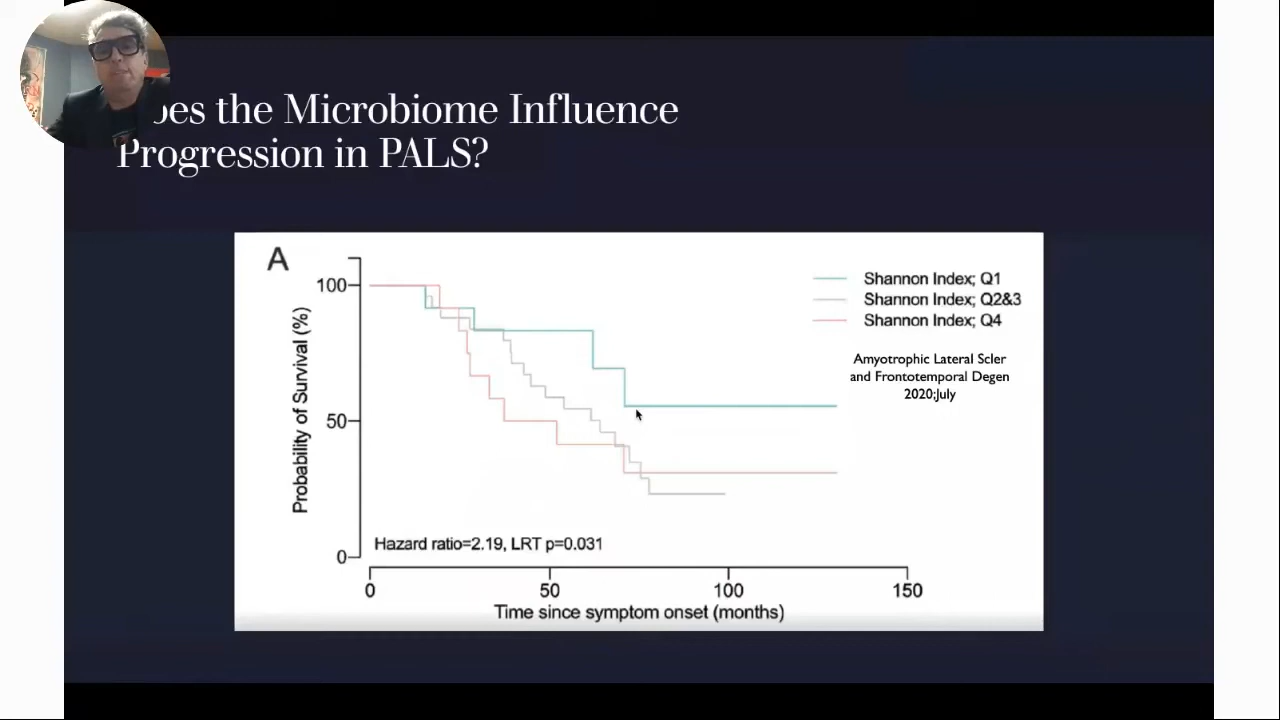 oes the Microbiome Influence
Progression in PALS?
A
Shannon Index; Q1
Shannon Index; Q2&3
Shannon Index; Q4
Amyotrophic Lateral Scler
and Frontotemporal Degen
2020;July
Probability of Survival (%)
100
50
0
Hazard ratio=2.19, LRT p=0.031
0 50 100 150
Time since symptom onset (months)